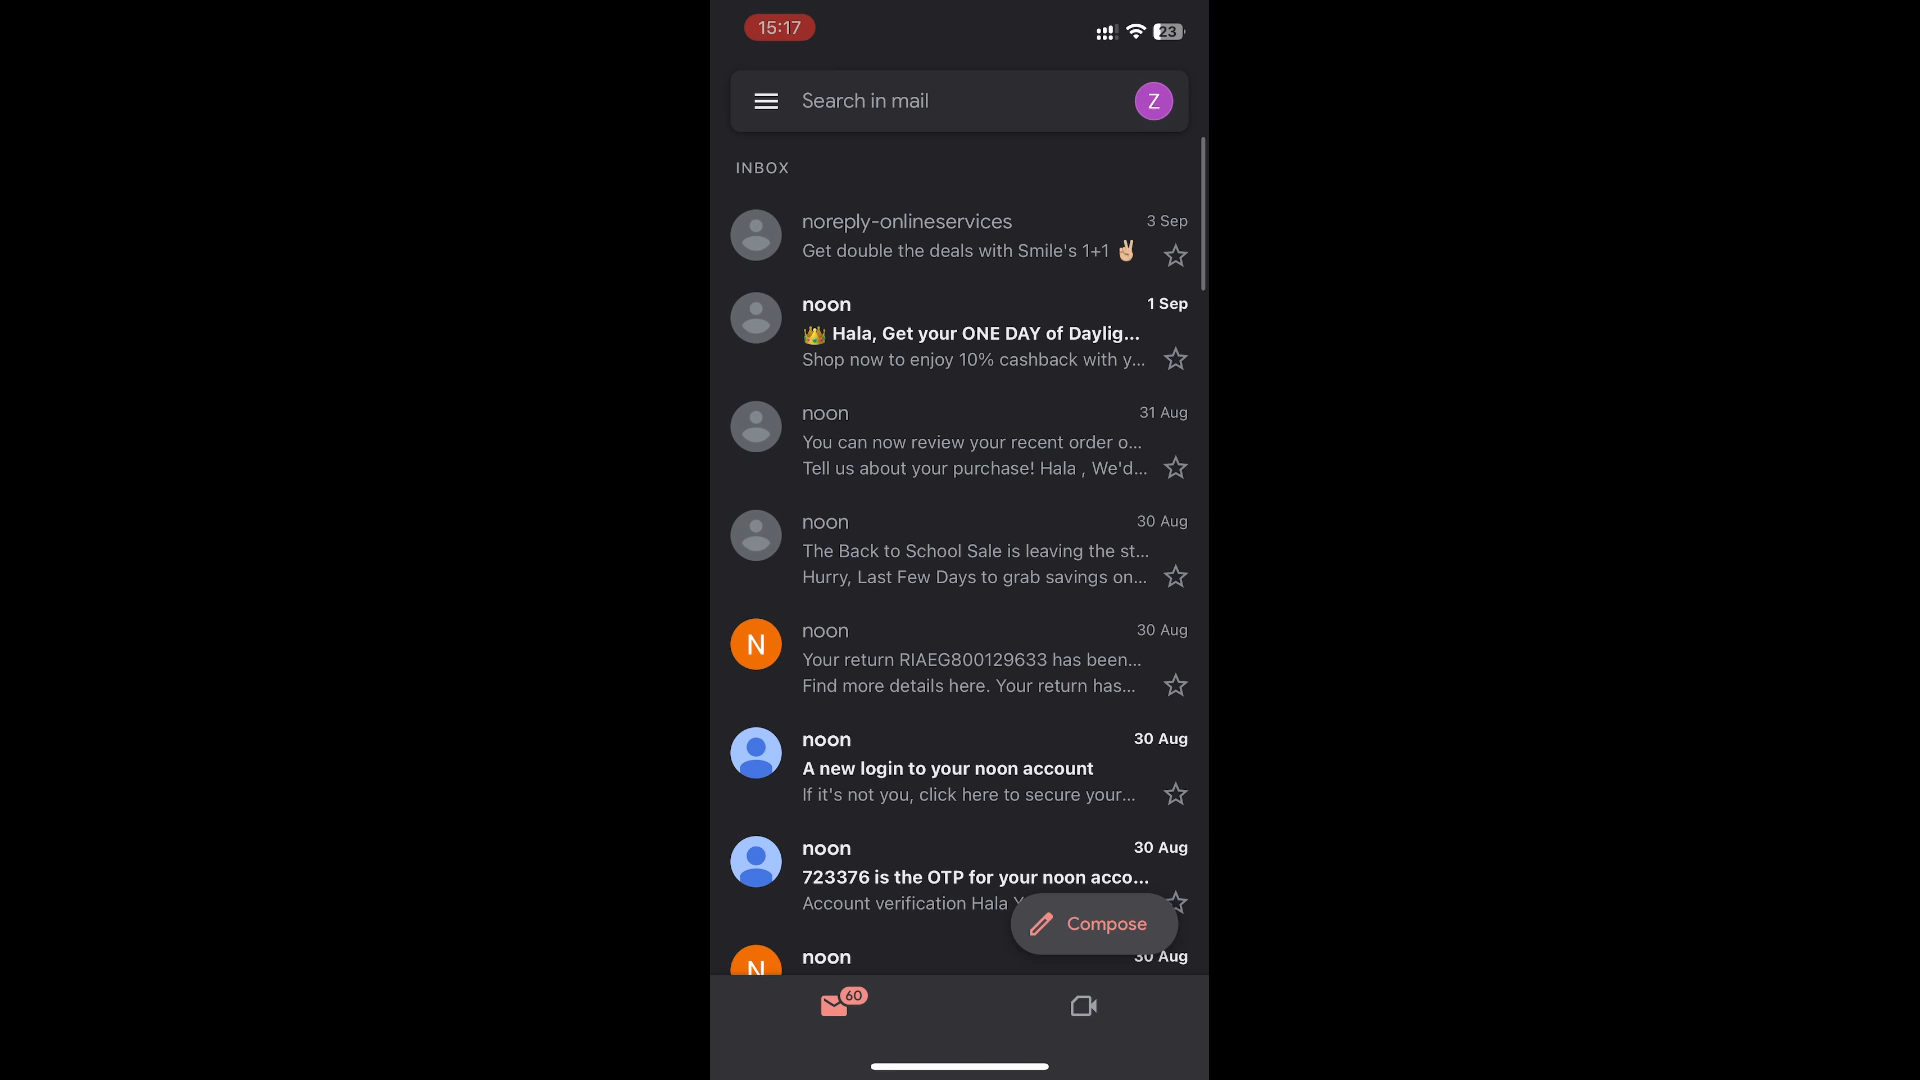 15:17
23
Search in mail
Z
INBOX
noreply-onlineservices
3 Sep
Get double the deals with Smile's 1+1 ✌🏼
noon
1 Sep
👑 Hala, Get your ONE DAY of Daylig...
Shop now to enjoy 10% cashback with y...
noon
31 Aug
You can now review your recent order o...
Tell us about your purchase! Hala , We'd...
noon
30 Aug
The Back to School Sale is leaving the st...
Hurry, Last Few Days to grab savings on...
N
noon
30 Aug
Your return RIAEG800129633 has been...
Find more details here. Your return has...
noon
30 Aug
A new login to your noon account
If it's not you, click here to secure your...
noon
30 Aug
723376 is the OTP for your noon acco...
Account verification Hala
Compose
N
noon
30 Aug
60